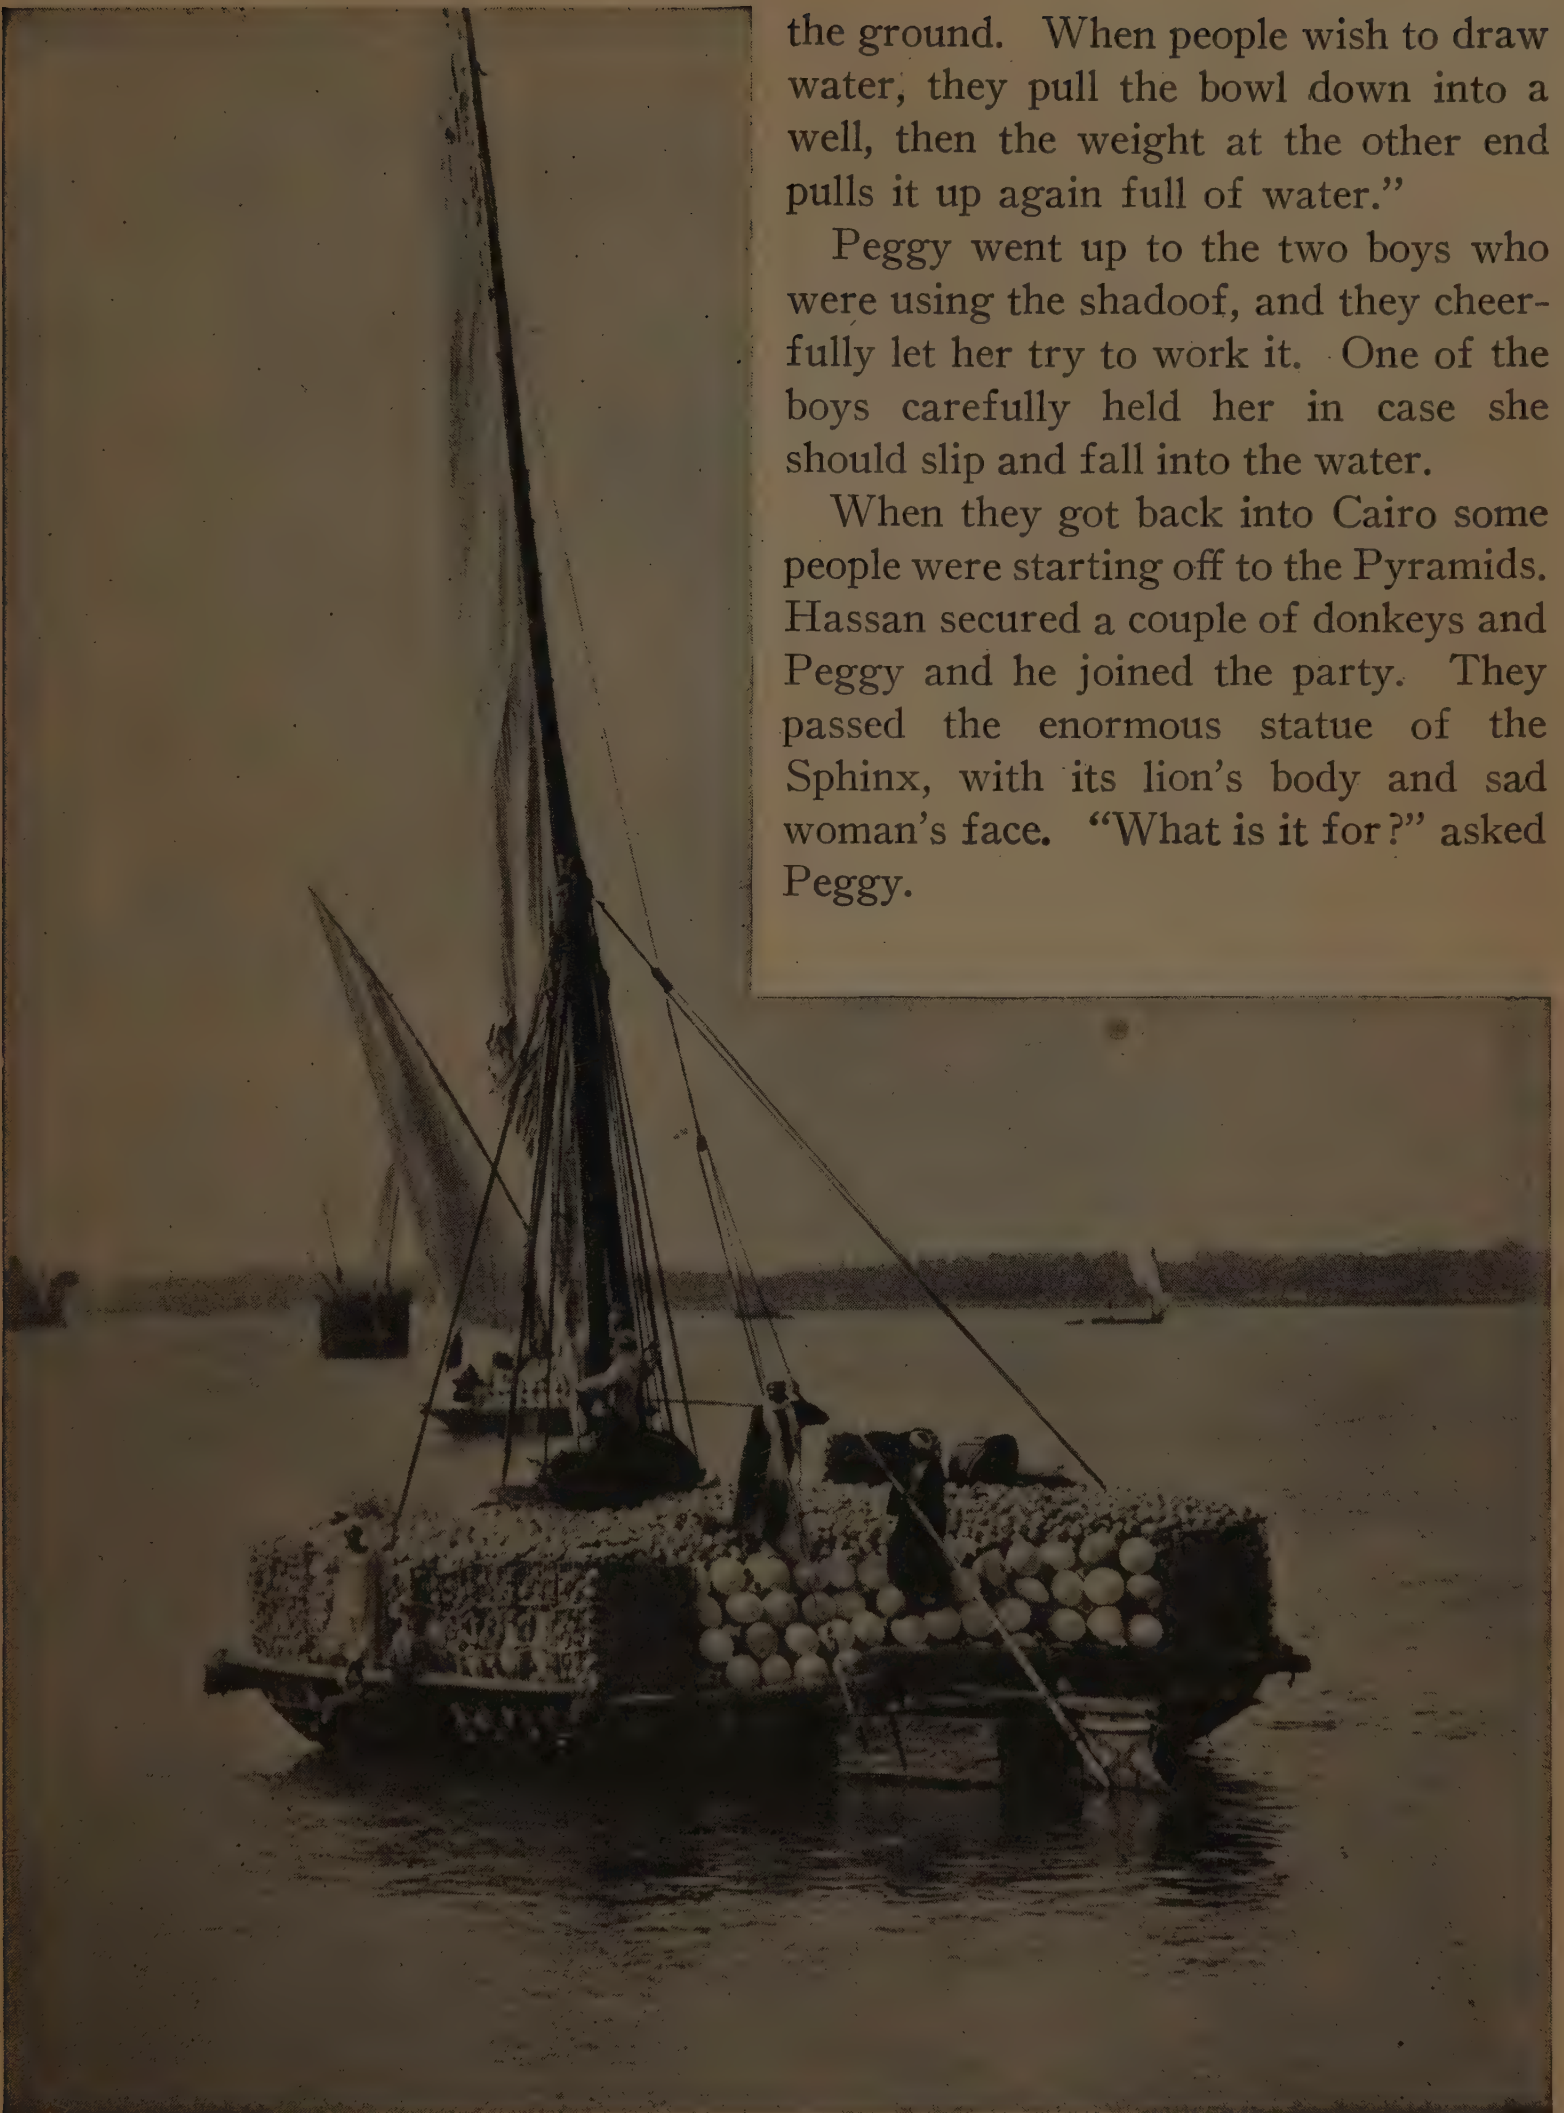 the ground. When people wish to draw
water, they pull the bowl down into a
well, then the weight at the other end
pulls it up again full of water.”
Peggy went up to the two boys who
were using the shadoof, and they cheer-
fully let her try to work it. One of the
boys carefully held her in case she
should slip and fall into the water.
When they got back into Cairo some
people were starting off to the Pyramids.
Hassan secured a couple of donkeys and
Peggy and he joined the party. They
passed the enormous statue of the
Sphinx, with its lion’s body and sad
woman’s face. “What is it for?” asked
Peggy.